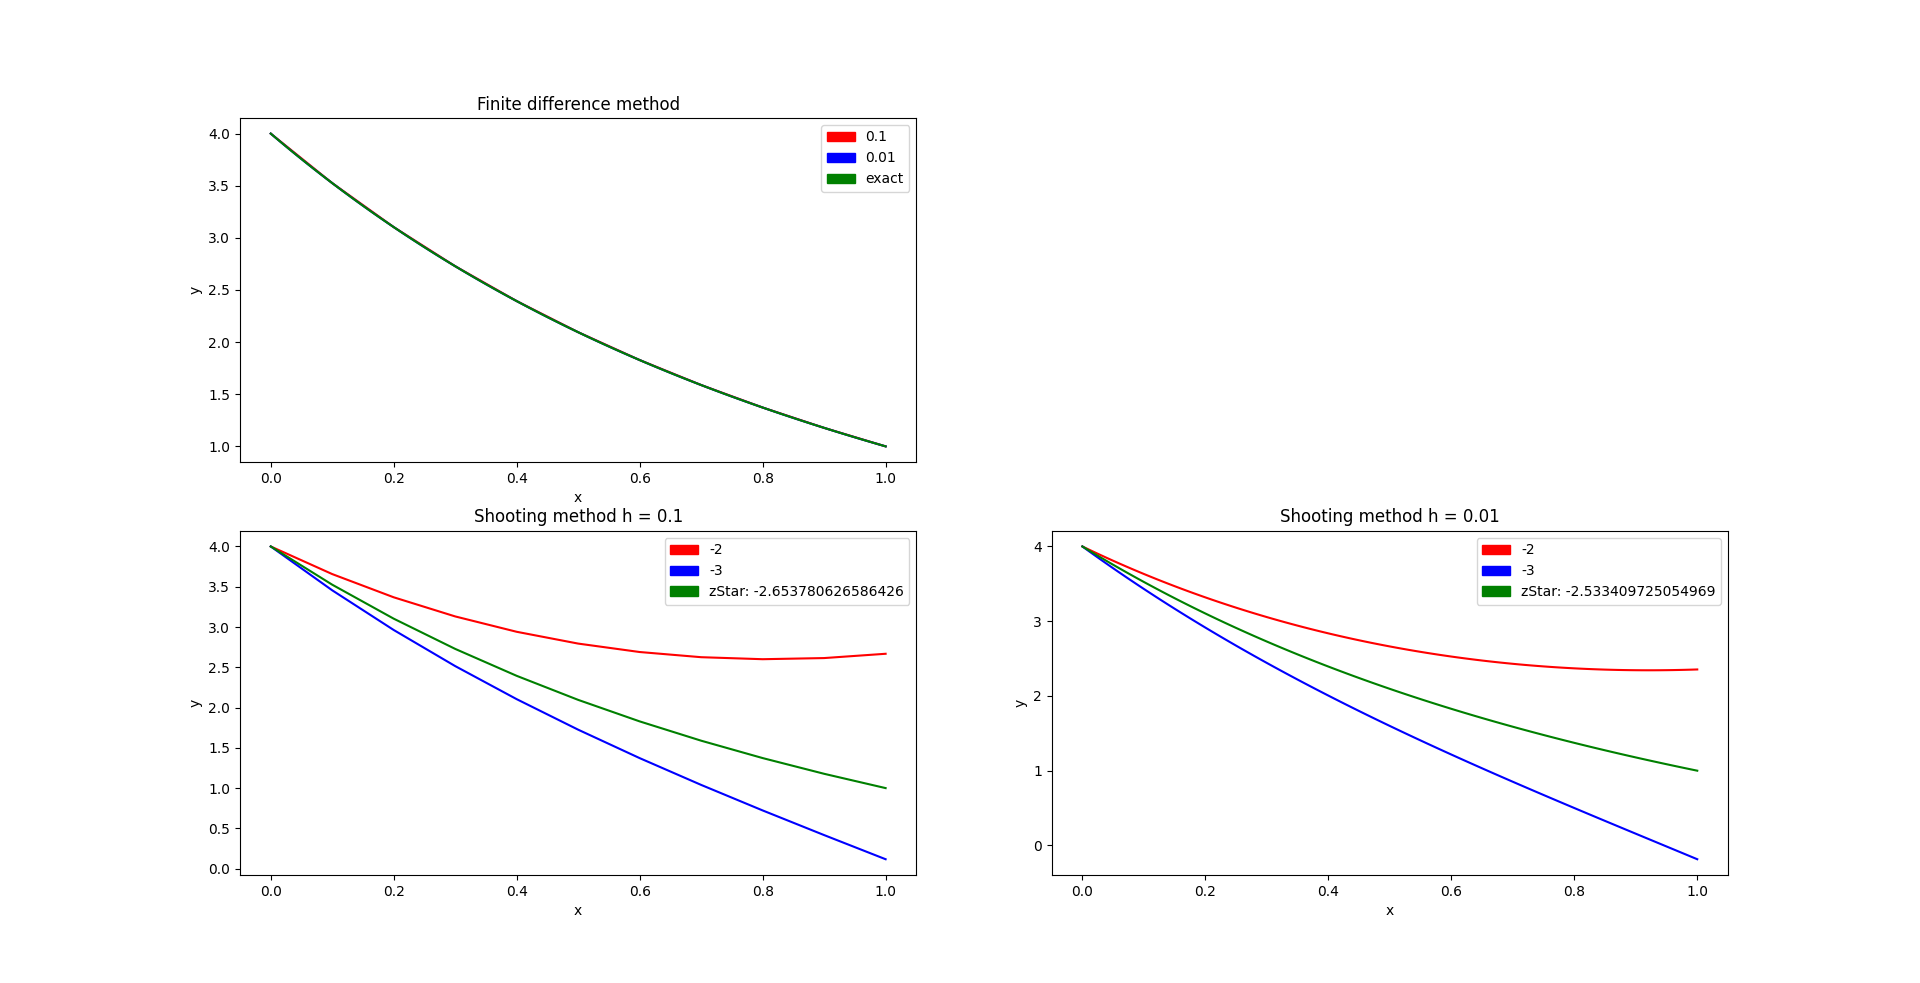 Finite difference method
4.0
3.5
3.0
2.5
2.0
1.5
1.0
y
0.1
0.01
exact
0.0 0.2 0.4 0.6 0.8 1.0
x
Shooting method h = 0.1
4.0
3.5
3.0
2.5
2.0
1.5
1.0
0.5
0.0
y
-2
-3
zStar: -2.653780626586426
0.0 0.2 0.4 0.6 0.8 1.0
x
Shooting method h = 0.01
4
3
2
1
0
y
-2
-3
zStar: -2.533409725054969
0.0 0.2 0.4 0.6 0.8 1.0
x